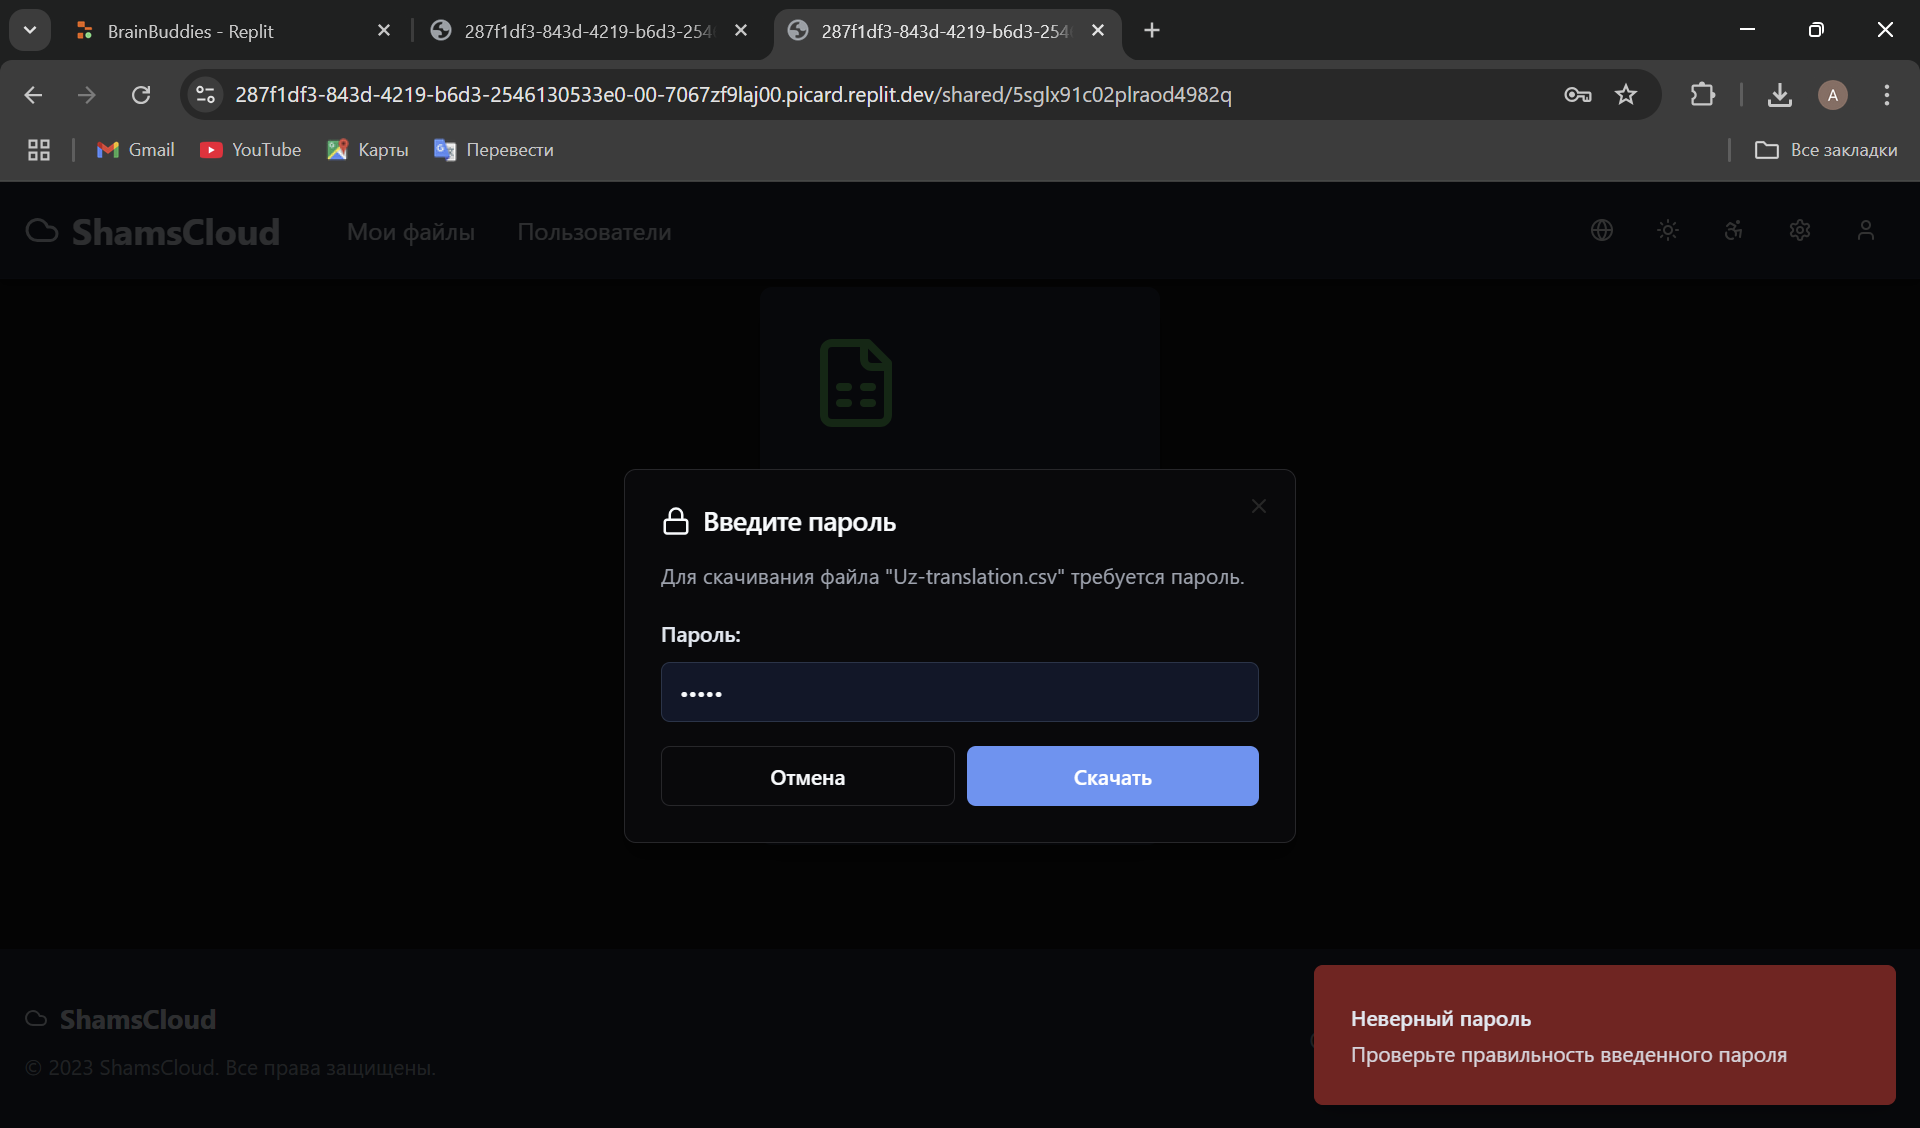 BrainBuddies - Replit
287f1df3-843d-4219-b6d3-254
287f1df3-843d-4219-b6d3-254
287f1df3-843d-4219-b6d3-2546130533e0-00-7067zf9laj00.picard.replit.dev/shared/5sglx91c02plraod4982q
A
Gmail
YouTube
Карты
Перевести
Все закладки
ShamsCloud
Мои файлы
Пользователи
Введите пароль
Для скачивания файла "Uz-translation.csv" требуется пароль.
Пароль:
•••••
Отмена
Скачать
ShamsCloud
© 2023 ShamsCloud. Все права защищены.
Неверный пароль
Проверьте правильность введенного пароля